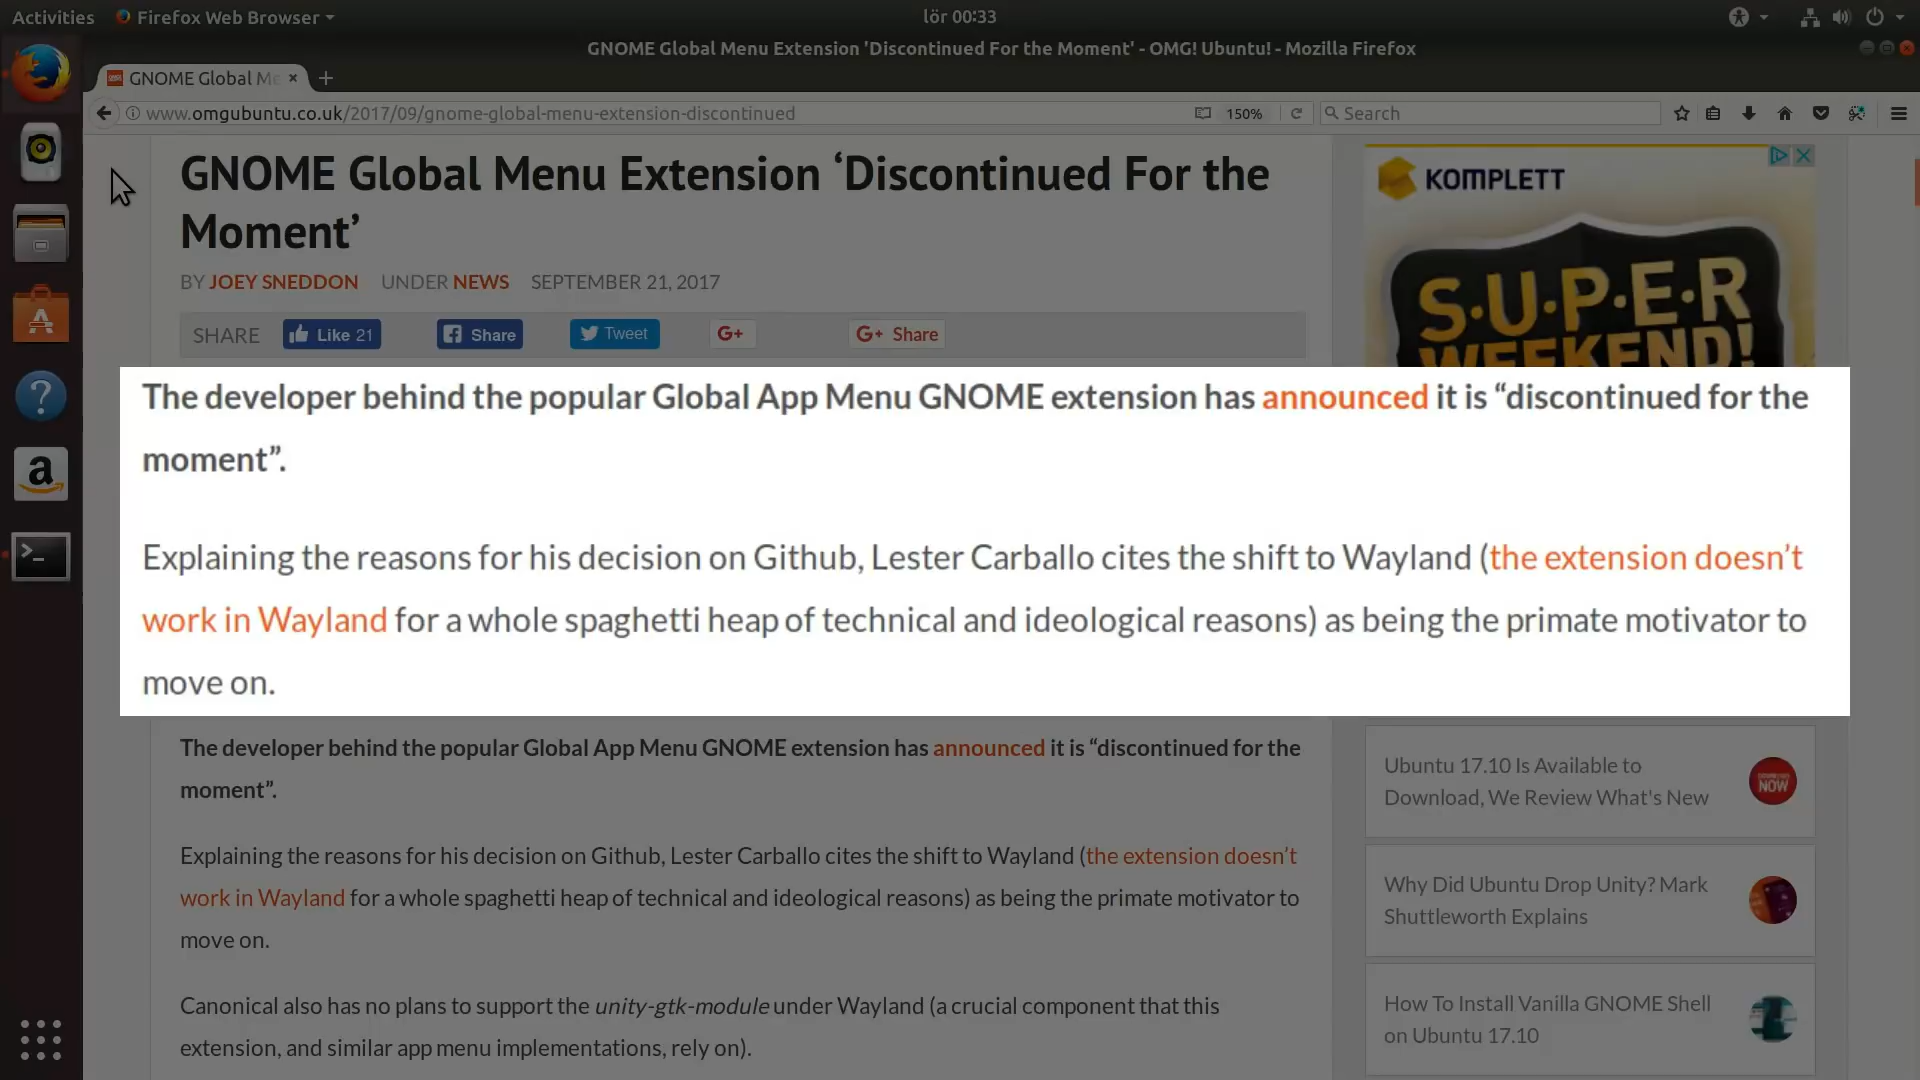 Activities
Firefox Web Browser
lör 00:33
GNOME Global Menu Extension 'Discontinued For the Moment' - OMG! Ubuntu! - Mozilla Firefox
GNOME Global Me
www.omgubuntu.co.uk/2017/09/gnome-global-menu-extension-discontinued
150%
Search
GNOME Global Menu Extension ‘Discontinued For the
Moment’
BY JOEY SNEDDON UNDER NEWS SEPTEMBER 21, 2017
SHARE
Like 21
Share
Tweet
G+
G+ Share
KOMPLETT
S·U·P·E·R
WEEKEND!
The developer behind the popular Global App Menu GNOME extension has announced it is “discontinued for the
moment”.
Explaining the reasons for his decision on Github, Lester Carballo cites the shift to Wayland (the extension doesn’t
work in Wayland for a whole spaghetti heap of technical and ideological reasons) as being the primate motivator to
move on.
The developer behind the popular Global App Menu GNOME extension has announced it is “discontinued for the
moment”.
Explaining the reasons for his decision on Github, Lester Carballo cites the shift to Wayland (the extension doesn’t
work in Wayland for a whole spaghetti heap of technical and ideological reasons) as being the primate motivator to
move on.
Canonical also has no plans to support the unity-gtk-module under Wayland (a crucial component that this
extension, and similar app menu implementations, rely on).
Ubuntu 17.10 Is Available to
Download, We Review What's New
NOW
Why Did Ubuntu Drop Unity? Mark
Shuttleworth Explains
How To Install Vanilla GNOME Shell
on Ubuntu 17.10